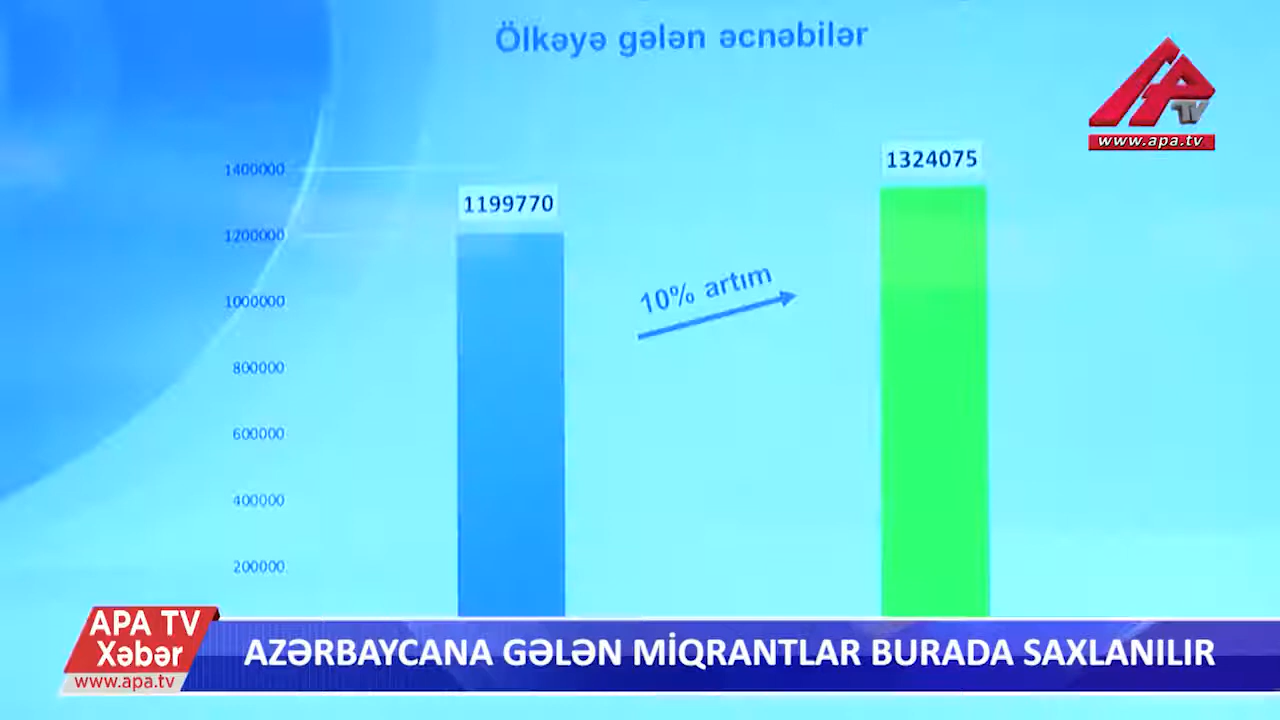 Ölkəyə gələn əcnəbilər
TV
www.apa.tv
1400000
1200000
1000000
800000
600000
400000
200000
1199770
10% artım
1324075
APA TV
Xəbər
www.apa.tv
AZƏRBAYCANA GƏLƏN MİQRANTLAR BURADA SAXLANILIR